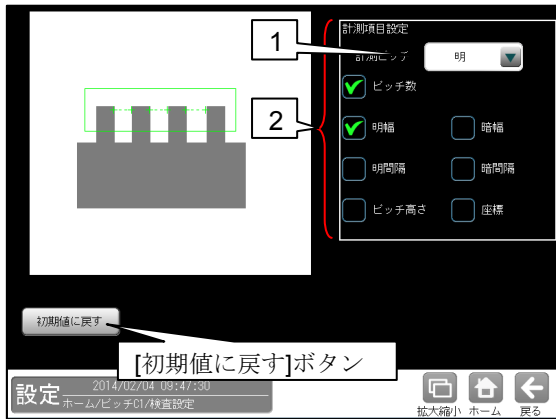 計測項目設定
1
計測ピッチ
明
ピッチ数
2
明幅
暗幅
明間隔
暗間隔
ピッチ高さ
座標
初期値に戻す
[初期値に戻す]ボタン
設定
2014/02/04 09:47:30
ホーム/ピッチC1/検査設定
拡大縮小
ホーム
戻る